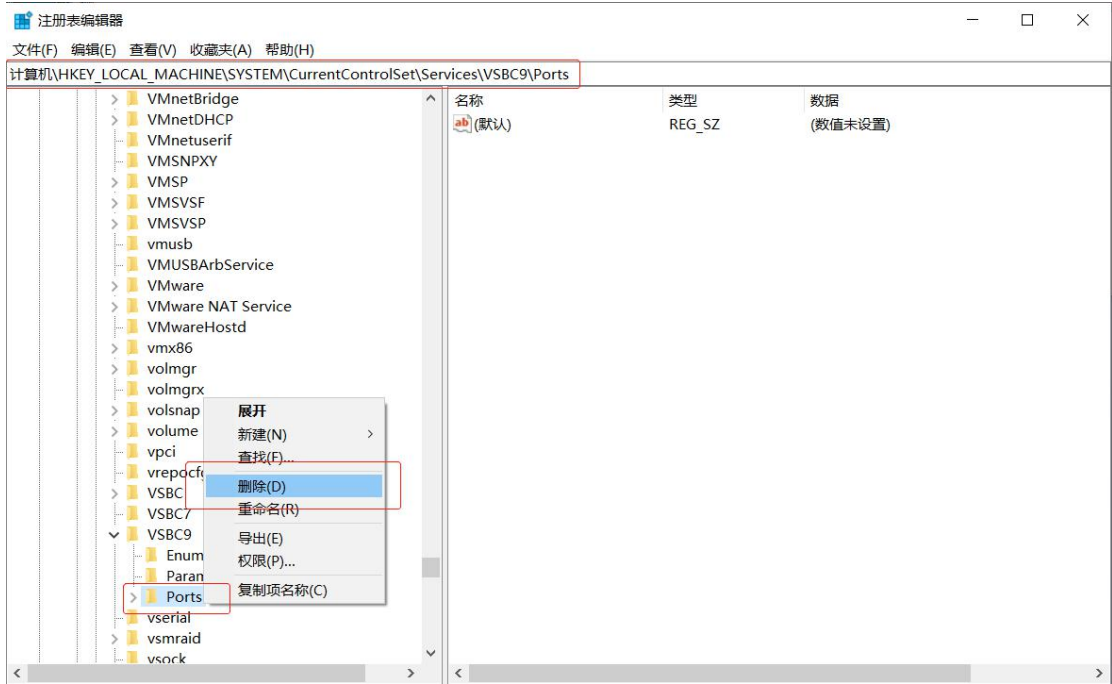 注册表编辑器
文件(F) 编辑(E) 查看(V) 收藏夹(A) 帮助(H)
计算机\HKEY_LOCAL_MACHINE\SYSTEM\CurrentControlSet\Services\VSBC9\Ports
名称 类型 数据
ab (默认) REG_SZ (数值未设置)
VMnetBridge
VMnetDHCP
VMnetuserif
VMSNPXY
VMSP
VMSVSF
VMSVSP
vmusb
VMUSBArbService
VMware
VMware NAT Service
VMwareHostd
vmx86
volmgr
volmgrx
volsnap
volume
vpci
vrepocf
VSBC
VSBC7
VSBC9
Enum
Param
Ports
vserial
vsmraid
vsock
展开
新建(N)
查找(F)...
删除(D)
重命名(R)
导出(E)
权限(P)...
复制项名称(C)